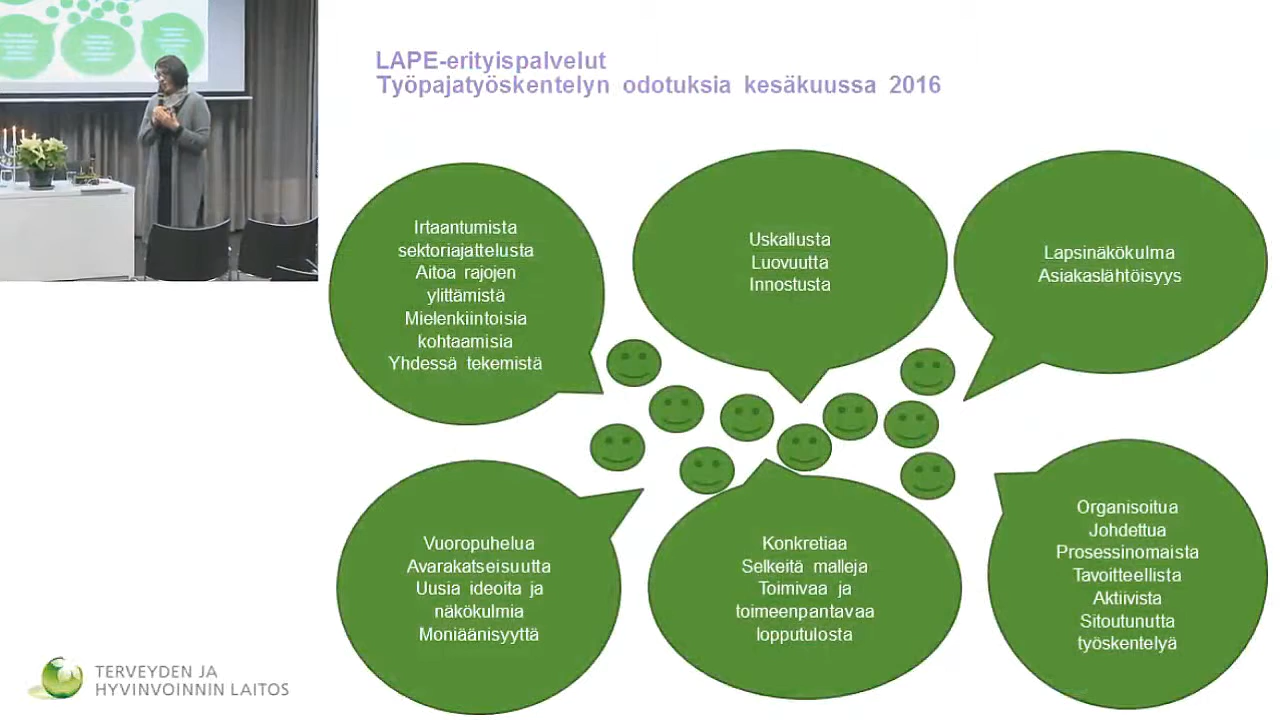 LAPE-erityispalvelut
Työpajatyöskentelyn odotuksia kesäkuussa 2016
Irtaantumista
sektoriajattelusta
Aitoa rajojen
ylittämistä
Mielenkiintoisia
kohtaamisia
Yhdessä tekemistä
Uskallusta
Luovuutta
Innostusta
Lapsinäkökulma
Asiakaslähtöisyys
Vuoropuhelua
Avarakatseisuutta
Uusia ideoita ja
näkökulmia
Moniäänisyyttä
Konkretiaa
Selkeitä malleja
Toimivaa ja
toimeenpantavaa
lopputulosta
Organisoitua
Johdettua
Prosessinomaista
Tavoitteellista
Aktiivista
Sitoutunutta
työskentelyä
TERVEYDEN JA
HYVINVOINNIN LAITOS